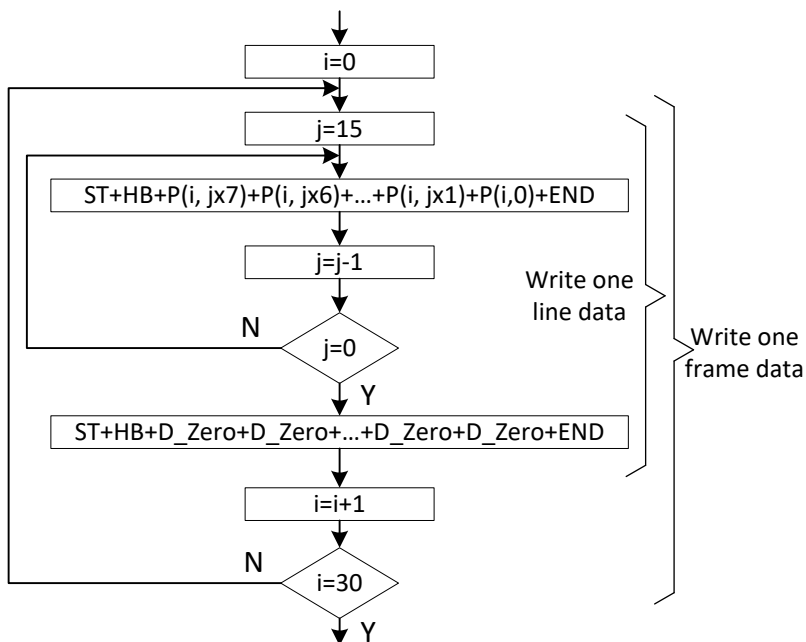 i=0
j=15
ST+HB+P(i, jx7)+P(i, jx6)+...+P(i, jx1)+P(i,0)+END
j=j-1
Write one
line data
N
j=0
Write one
frame data
Y
ST+HB+D_Zero+D_Zero+...+D_Zero+D_Zero+END
i=i+1
N
i=30
Y